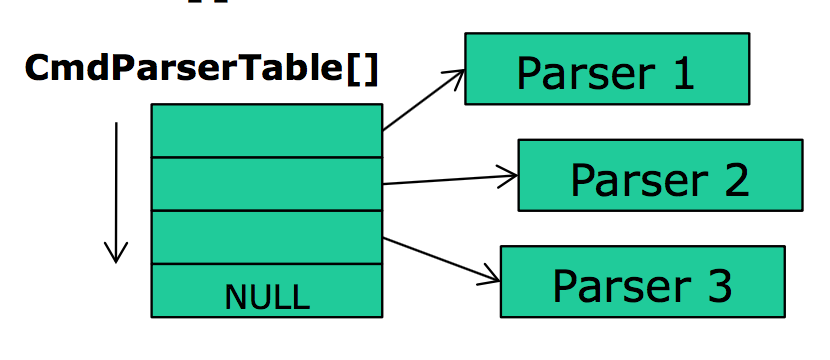 CmdParserTable[]
Parser 1
Parser 2
Parser 3
NULL